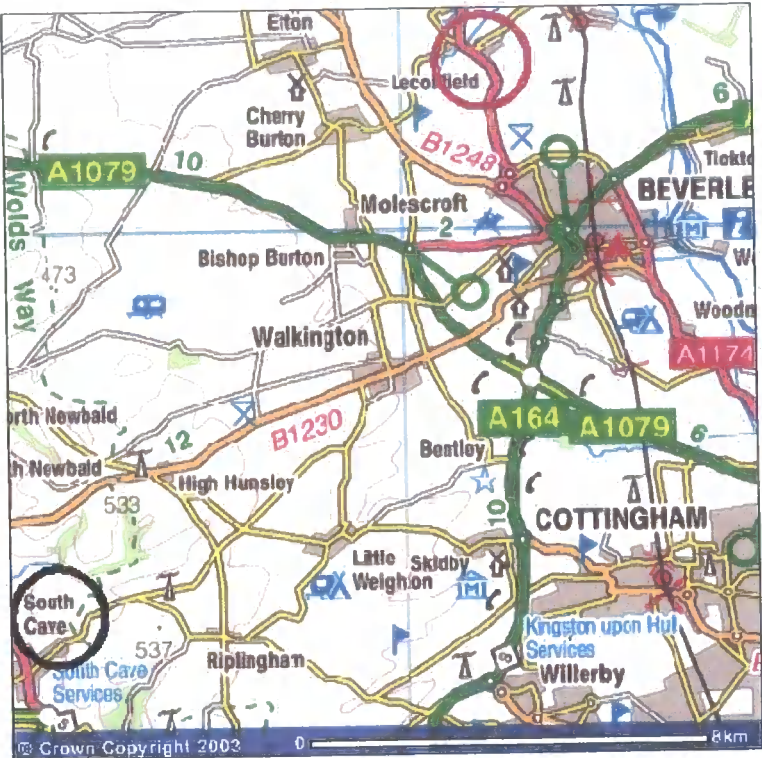 Etton
Leconfield
Cherry
Burton
6
B1248
A1079
10
Tickto
BEVERLE
Molescroft
2
Wolds Way
Bishop Burton
473
Woodm
Walkington
A1174
orth Newbald
B1230
A164
A1079
6
12
Bentley
th Newbald
High Hunsley
533
10
COTTINGHAM
Little
Weighton
Skidby
South
Cave
Kingston upon Hull
Services
537
Riplingham
South Cave
Services
8
Willerby
© Crown Copyright 2003
0
8km